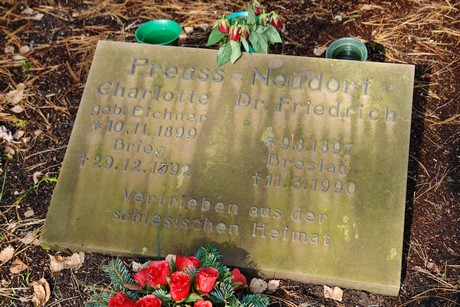 Preuss - Neudorf
Charlotte
geb. Eichner
*10.11.1899
Brieg
†29.12.1992
Dr. Friedrich
*9.8.1897
Breslau
†11.3.1990
Vertrieben aus der
schlesischen Heimat